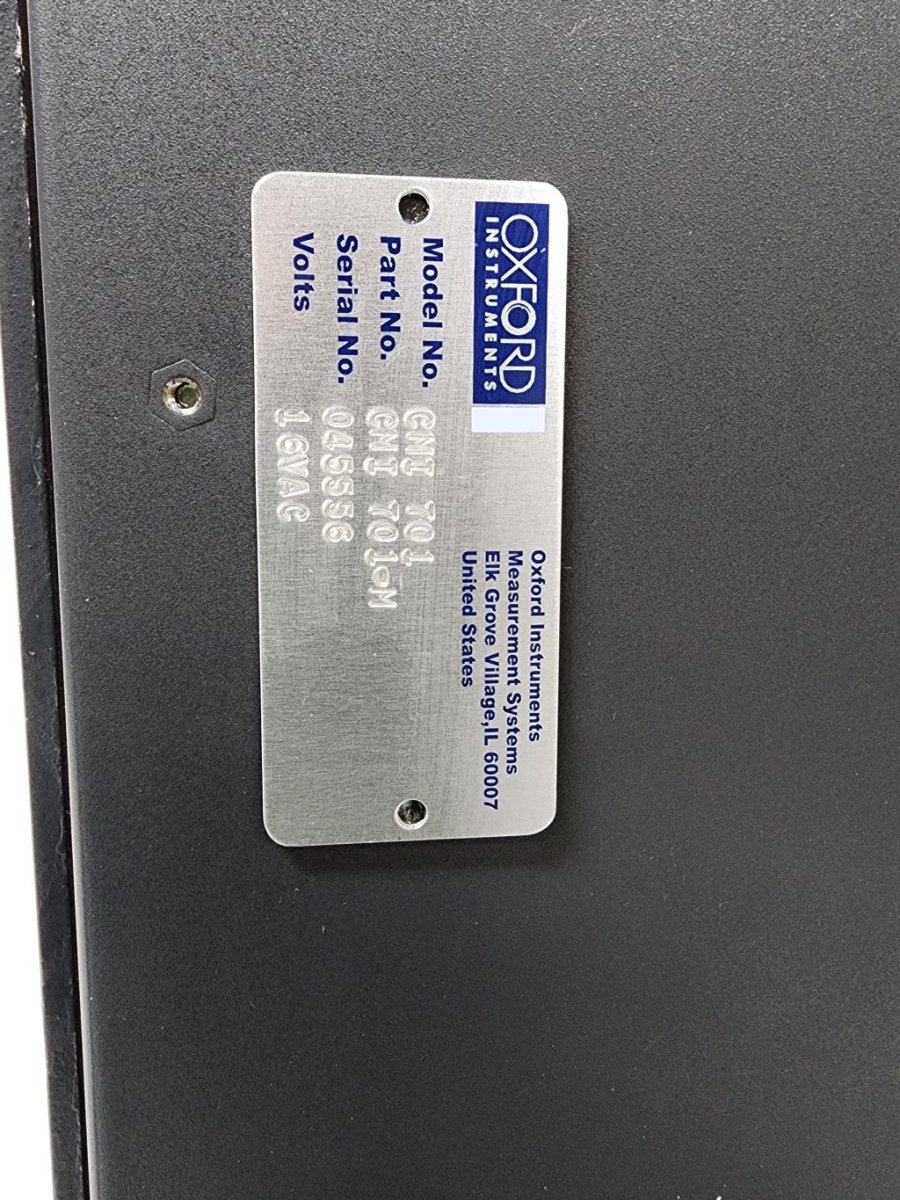 OXFORD
INSTRUMENTS
Oxford Instruments
Measurement Systems
Elk Grove Village,IL 60007
United States
Model No. CMI 701
Part No. CMI 701-M
Serial No. 045556
Volts 16VAC